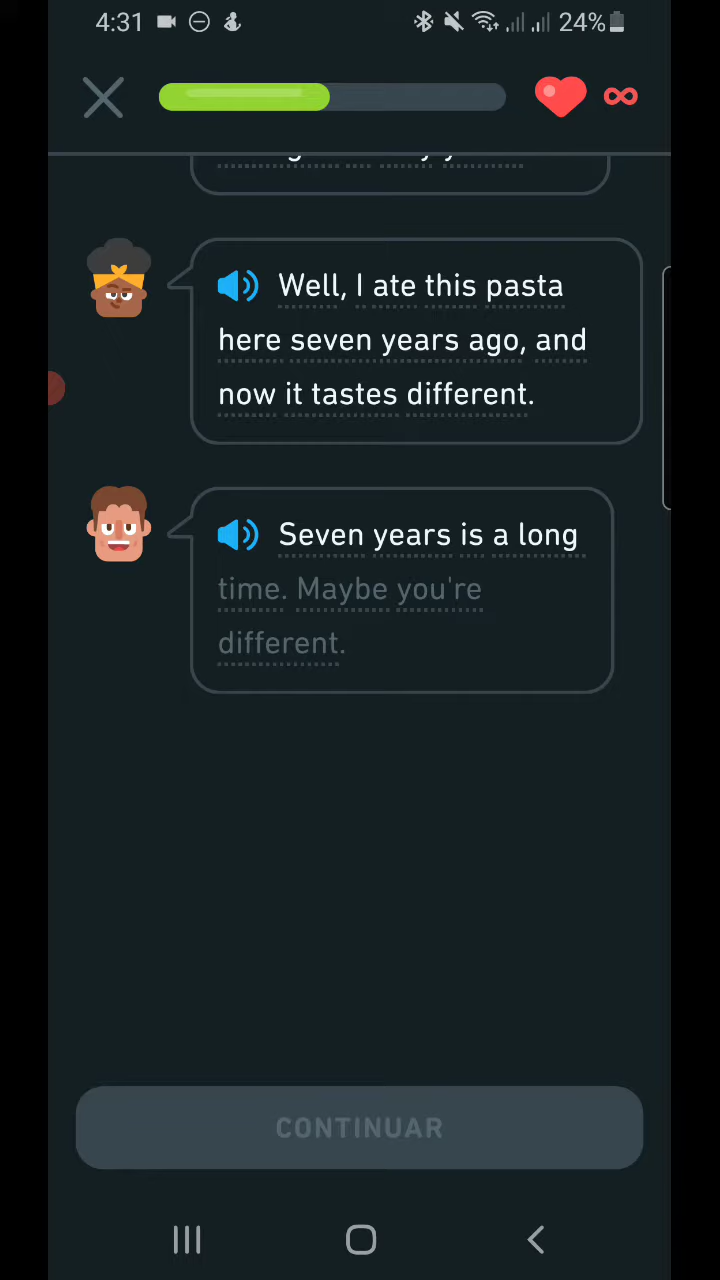 4:31
24%
Well, I ate this pasta
here seven years ago, and
now it tastes different.
Seven years is a long
time. Maybe you're
different.
CONTINUAR